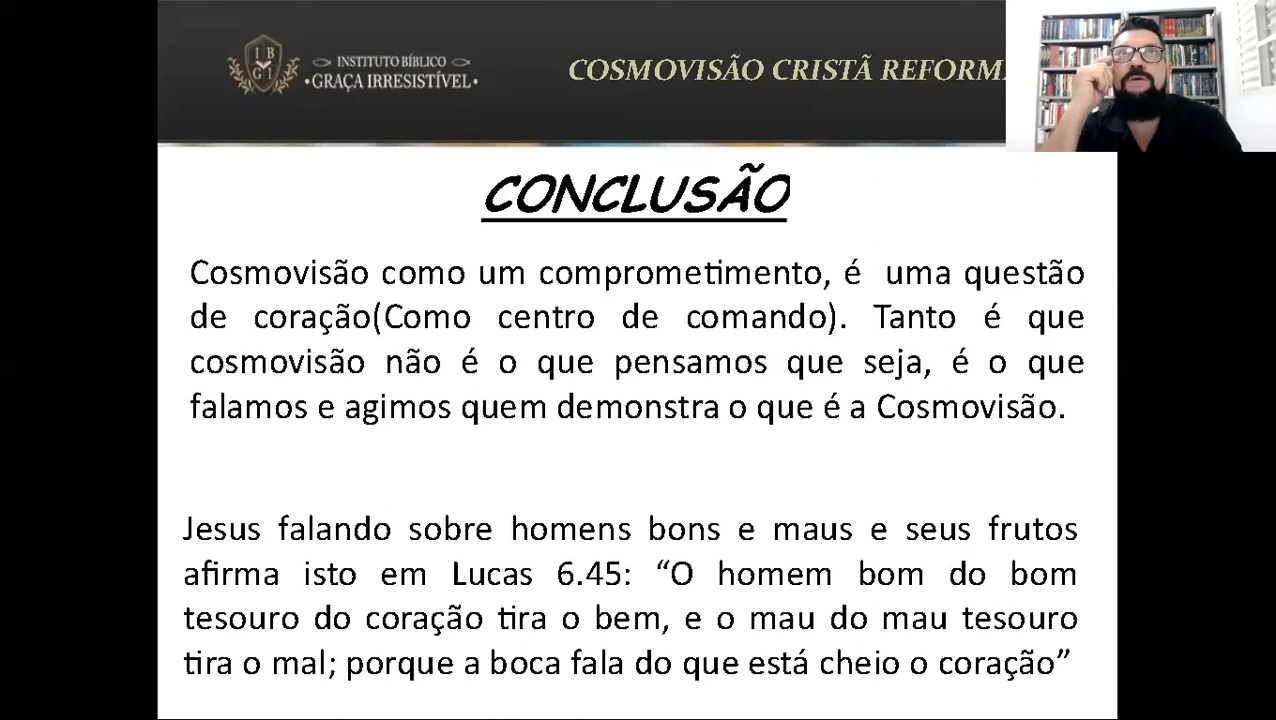 I B
G I
INSTITUTO BÍBLICO
•GRAÇA IRRESISTÍVEL•
COSMOVISÃO CRISTÃ REFORM
CONCLUSÃO
Cosmovisão como um comprometimento, é uma questão
de coração(Como centro de comando). Tanto é que
cosmovisão não é o que pensamos que seja, é o que
falamos e agimos quem demonstra o que é a Cosmovisão.
Jesus falando sobre homens bons e maus e seus frutos
afirma isto em Lucas 6.45: “O homem bom do bom
tesouro do coração tira o bem, e o mau do mau tesouro
tira o mal; porque a boca fala do que está cheio o coração”